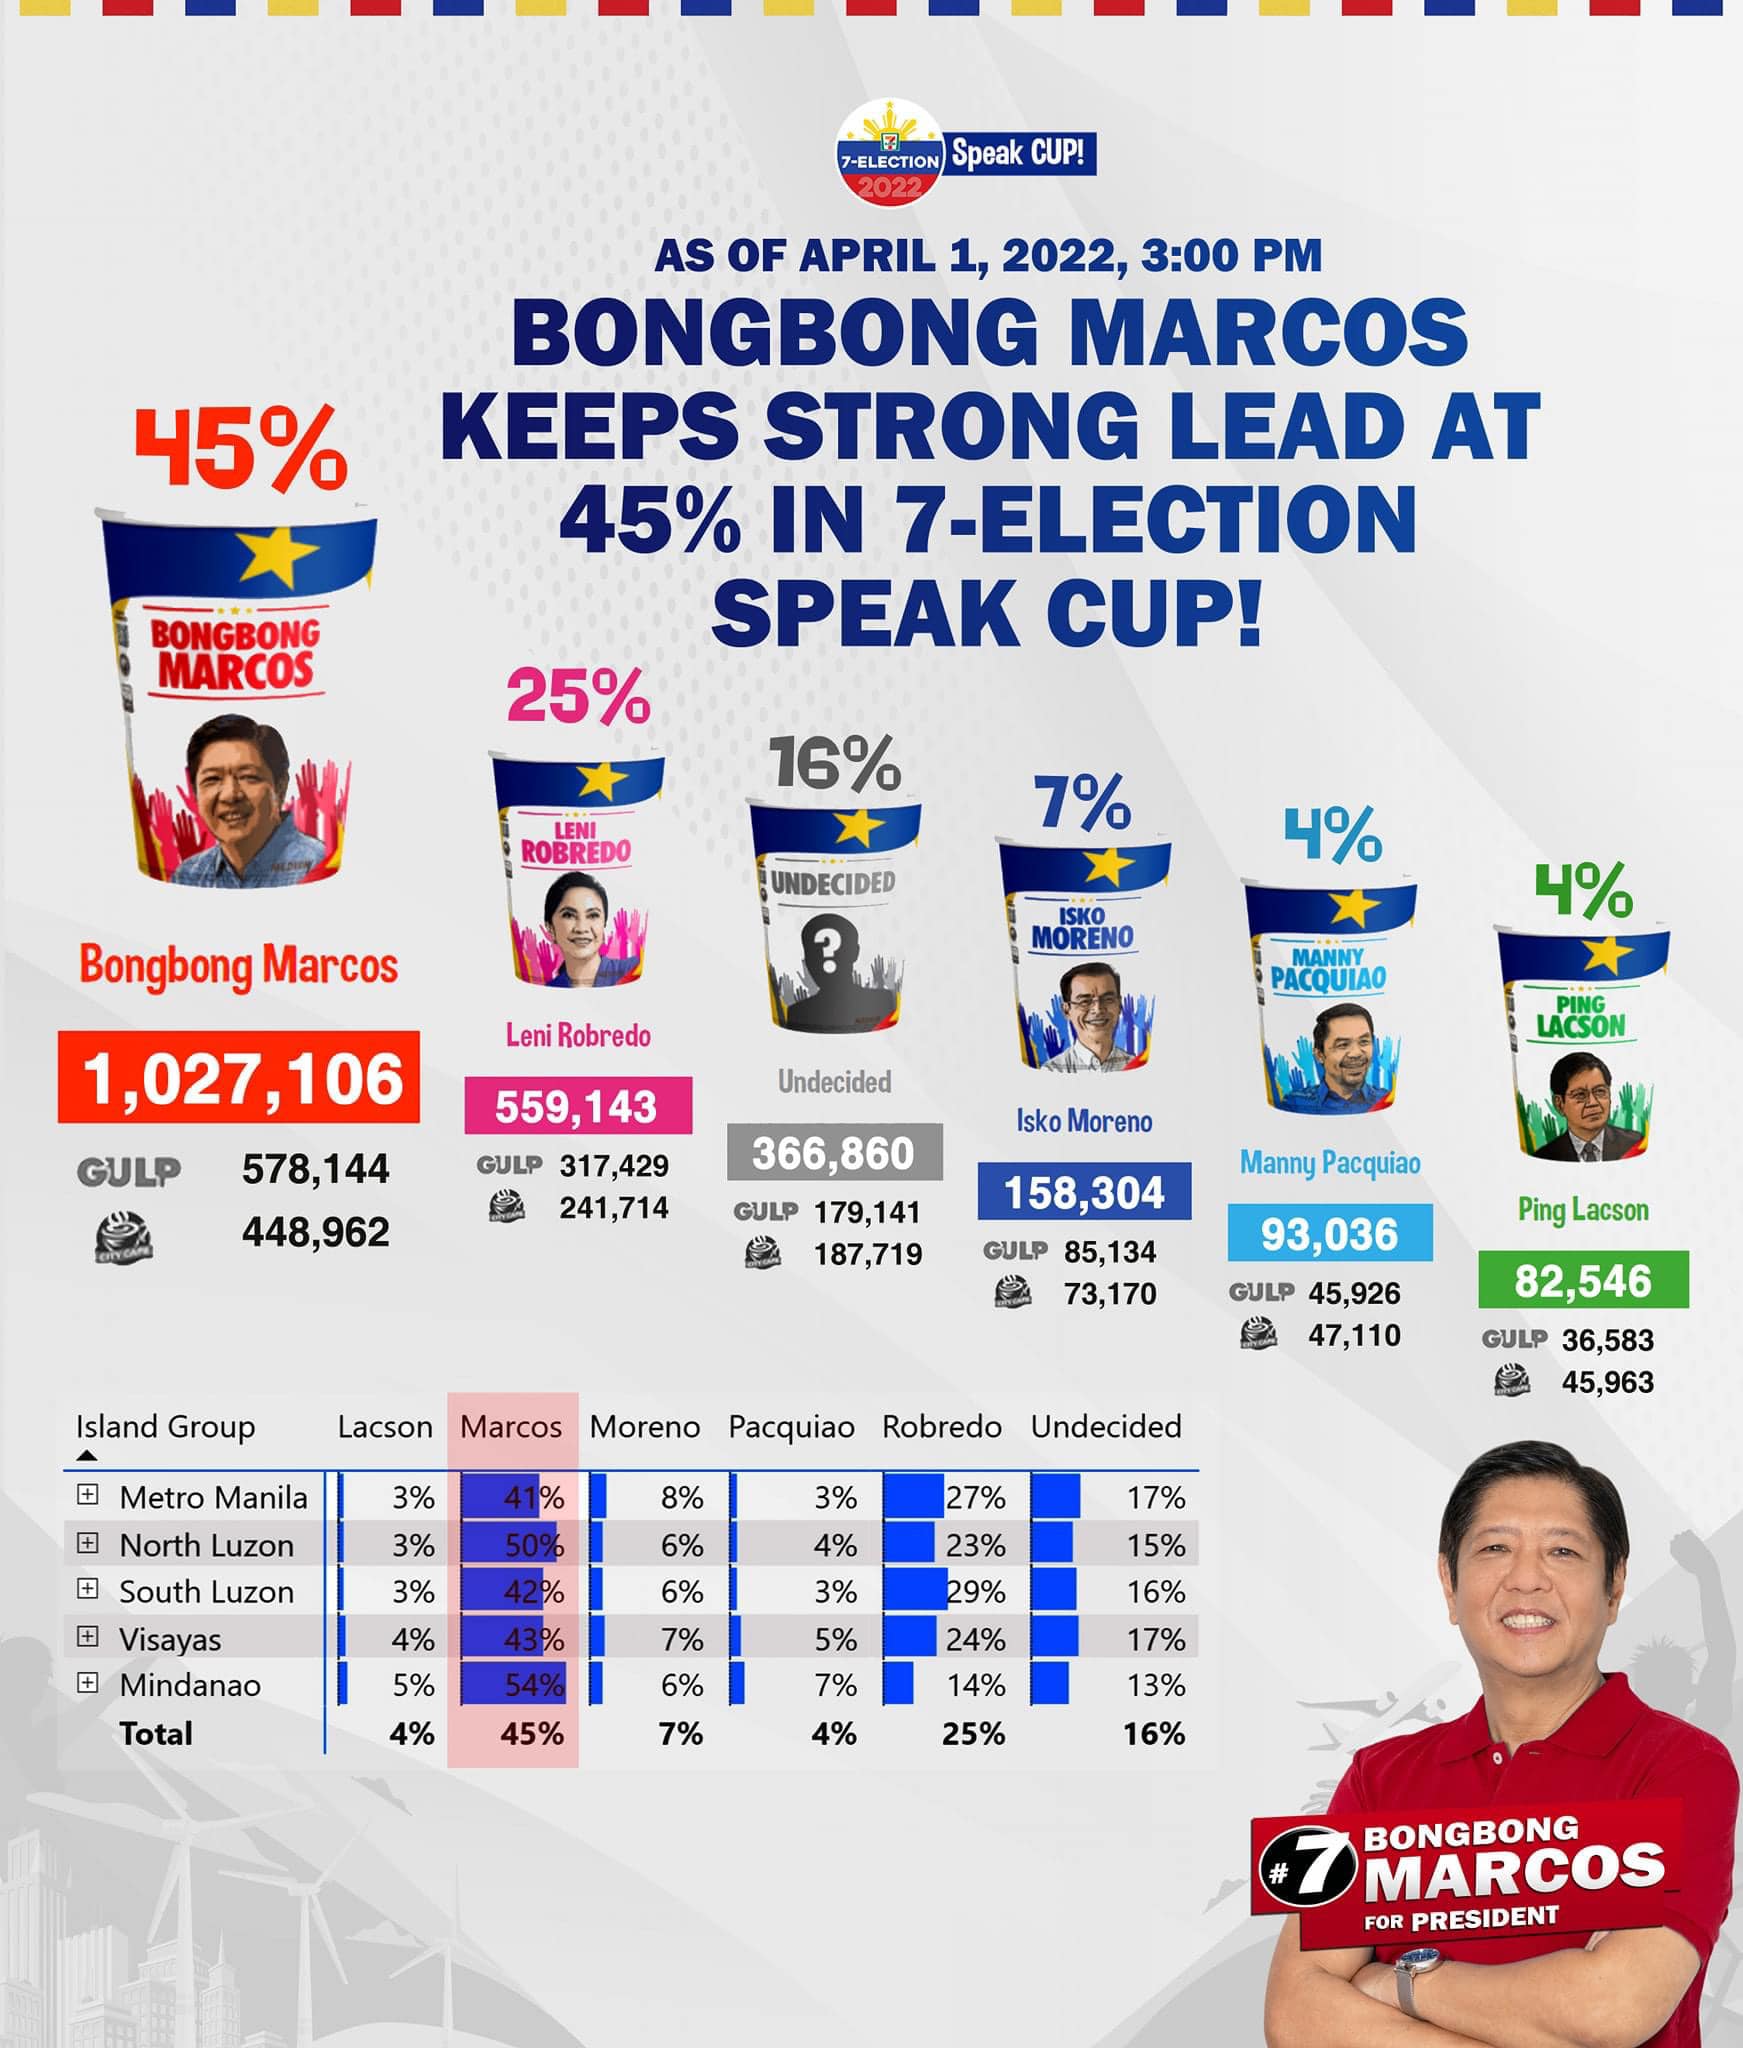 7-ELECTION
2022
Speak CUP!
AS OF APRIL 1, 2022, 3:00 PM
BONGBONG MARCOS
KEEPS STRONG LEAD AT
45% IN 7-ELECTION
SPEAK CUP!
45%
BONGBONG
MARCOS
Bongbong Marcos
1,027,106
GULP 578,144
CITY CAFE 448,962
25%
LENI
ROBREDO
Leni Robredo
559,143
GULP 317,429
CITY CAFE 241,714
16%
UNDECIDED
?
Undecided
366,860
GULP 179,141
CITY CAFE 187,719
7%
ISKO
MORENO
Isko Moreno
158,304
GULP 85,134
CITY CAFE 73,170
4%
MANNY
PACQUIAO
Manny Pacquiao
93,036
GULP 45,926
CITY CAFE 47,110
4%
PING
LACSON
Ping Lacson
82,546
GULP 36,583
CITY CAFE 45,963
Island Group Lacson Marcos Moreno Pacquiao Robredo Undecided
Metro Manila 3% 41% 8% 3% 27% 17%
North Luzon 3% 50% 6% 4% 23% 15%
South Luzon 3% 42% 6% 3% 29% 16%
Visayas 4% 43% 7% 5% 24% 17%
Mindanao 5% 54% 6% 7% 14% 13%
Total 4% 45% 7% 4% 25% 16%
#7 BONGBONG
MARCOS
FOR PRESIDENT